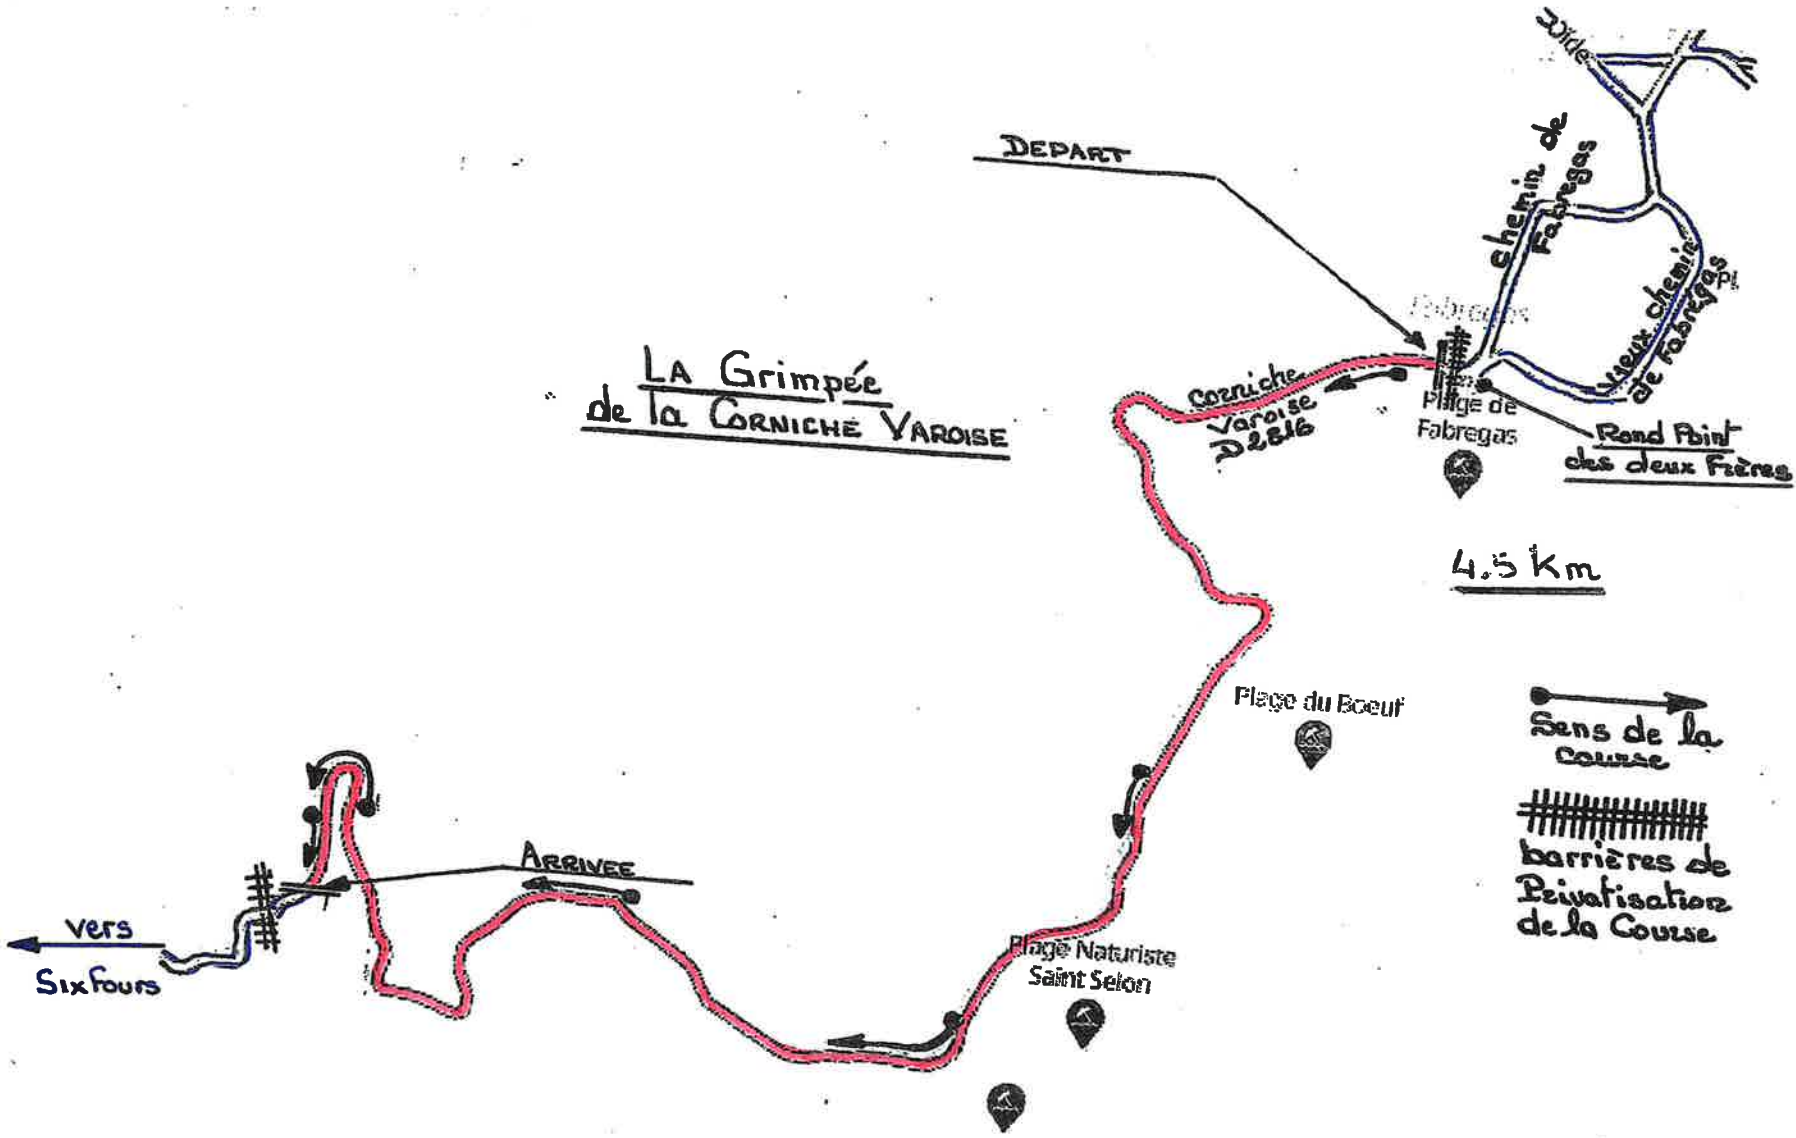 Wide
DEPART
chemin de
Fabregas
Vieux chemin
de Fabregas
Pl.
Fabregas
LA Grimpée
de la CORNICHE VAROISE
Corniche
Varoise
D2816
Plage de
Fabregas
Rond Point
des deux Frères
4.5 Km
Plage du Boeuf
Sens de la
course
barrières de
Privatisation
de la Course
ARRIVEE
vers
Sixfours
Plage Naturiste
Saint Selon